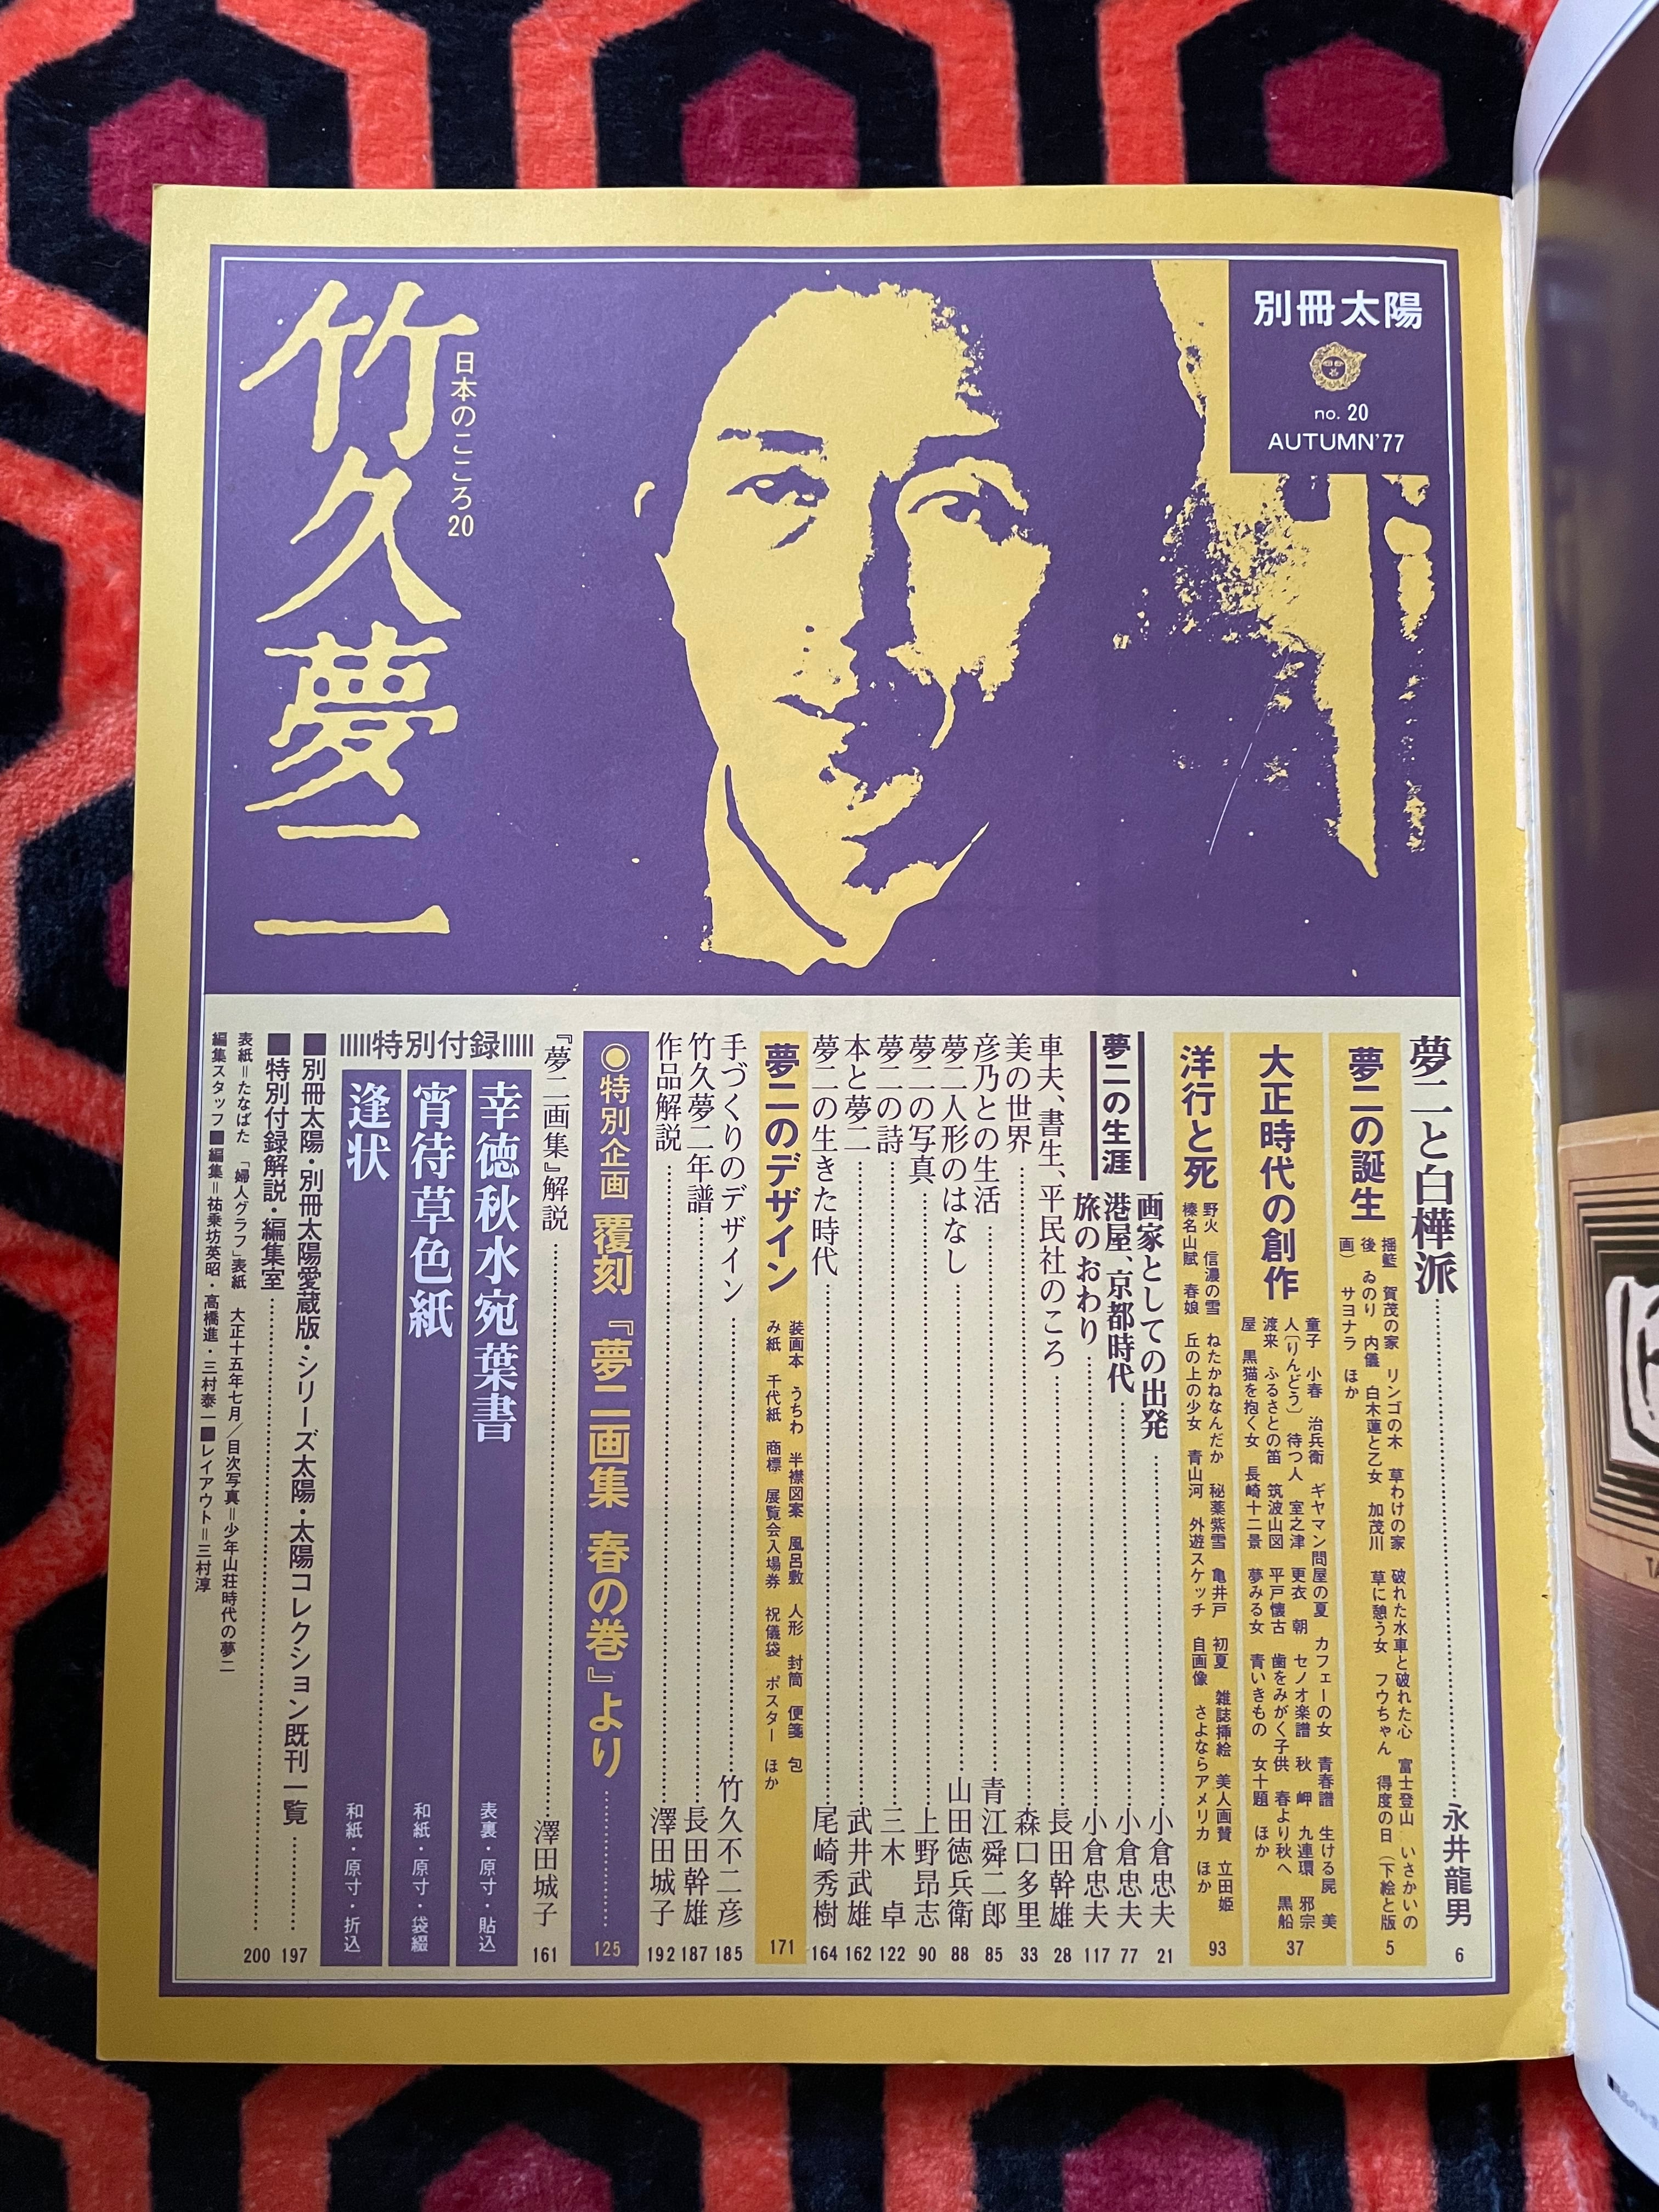 別冊太陽
no. 20
AUTUMN'77
日本のこころ20
竹久夢二
夢二と白樺派 永井龍男 6
夢二の誕生 5
揺籃 賀茂の家 リンゴの木 草わけの家 破れた水車と破れた心 富士登山 いさかいの
後 ゐのり 内儀 白木蓮と乙女 加茂川 草に憩う女 フウちゃん 得度の日(下絵と版
画) サヨナラ ほか
大正時代の創作 37
童子 小春 治兵衛 ギヤマン問屋の夏 カフェーの女 青春譜 生ける屍 美
人〔りんどう〕 待つ人 室之津 更衣 朝 セノオ楽譜 秋 岬 九連環 邪宗
渡来 ふるさとの笛 筑波山図 平戸懐古 歯をみがく子供 春より秋へ 黒船
屋 黒猫を抱く女 長崎十二景 夢みる女 青いきもの 女十題 ほか
洋行と死 93
野火 信濃の雪 ねたかねなんだか 秘薬紫雪 亀井戸 初夏 雑誌挿絵 美人画賛 立田姫
榛名山賦 春娘 丘の上の少女 青山河 外遊スケッチ 自画像 さよならアメリカ ほか
夢二の生涯
画家としての出発 小倉忠夫 21
港屋、京都時代 小倉忠夫 77
旅のおわり 小倉忠夫 117
車夫、書生、平民社のころ 長田幹雄 28
美の世界 森口多里 33
彦乃との生活 青江舜二郎 85
夢二人形のはなし 山田徳兵衛 88
夢二の写真 上野昂志 90
夢二の詩 三木 卓 122
本と夢二 武井武雄 162
夢二の生きた時代 尾崎秀樹 164
夢二のデザイン 171
装画本 うちわ 半襟図案 風呂敷 人形 封筒 便箋 包
み紙 千代紙 商標 展覧会入場券 祝儀袋 ポスター ほか
手づくりのデザイン 竹久不二彦 185
竹久夢二年譜 長田幹雄 187
作品解説 澤田城子 192
◉特別企画 覆刻『夢二画集 春の巻』より 125
『夢二画集』解説 澤田城子 161
特別付録
幸徳秋水宛葉書 表裏・原寸・貼込
宵待草色紙 和紙・原寸・袋綴
逢状 和紙・原寸・折込
■別冊太陽・別冊太陽愛蔵版・シリーズ太陽・太陽コレクション既刊一覧 197
■特別付録解説・編集室 200
表紙=たなばた 「婦人グラフ」表紙 大正十五年七月/目次写真=少年山荘時代の夢二
編集スタッフ■編集=祐乗坊英昭・高橋進・三村泰一■レイアウト=三村淳